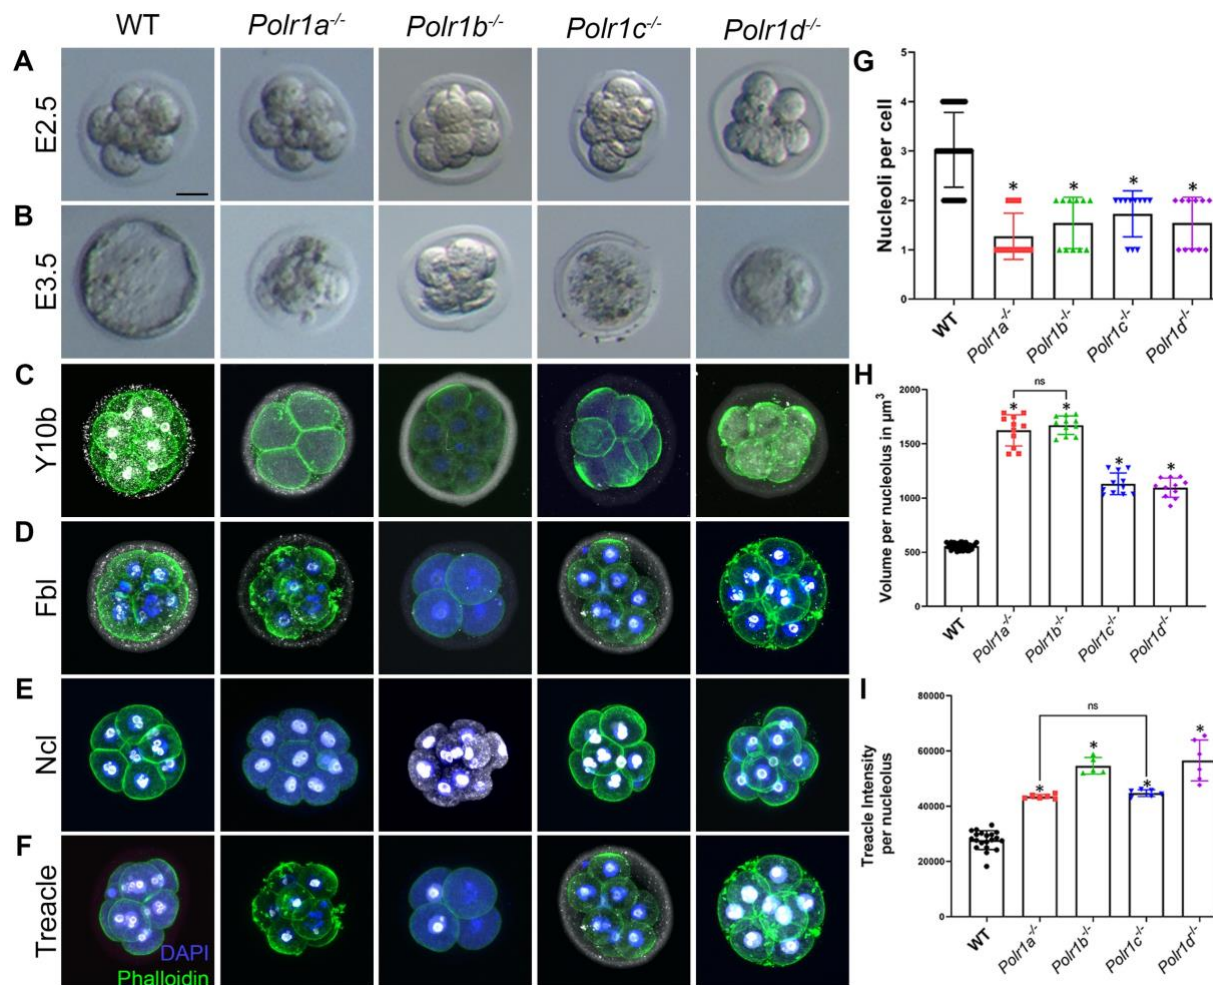 WT Polr1a-/- Polr1b-/- Polr1c-/- Polr1d-/-
A
E2.5
B
E3.5
C
Y10b
D
Fbl
E
Ncl
F
Treacle
DAPI
Phalloidin
G
Nucleoli per cell
5
4
3
2
1
0
* * * *
WT Polr1a-/- Polr1b-/- Polr1c-/- Polr1d-/-
H
Volume per nucleolus in µm³
2000
1500
1000
500
0
ns
* * * *
WT Polr1a-/- Polr1b-/- Polr1c-/- Polr1d-/-
I
Treacle Intensity
per nucleolus
80000
60000
40000
20000
0
ns
* * * *
WT Polr1a-/- Polr1b-/- Polr1c-/- Polr1d-/-